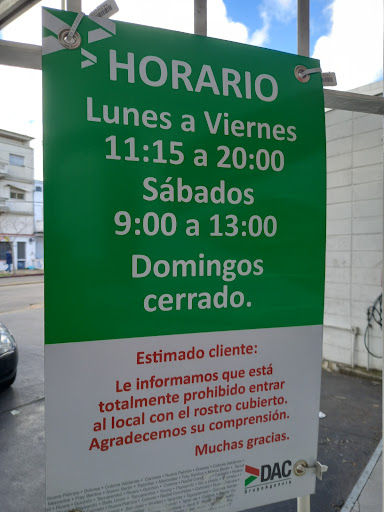 HORARIO
Lunes a Viernes
11:15 a 20:00
Sábados
9:00 a 13:00
Domingos
cerrado.
Estimado cliente:
Le informamos que está
totalmente prohibido entrar
al local con el rostro cubierto.
Agradecemos su comprensión.
Muchas gracias.
DAC